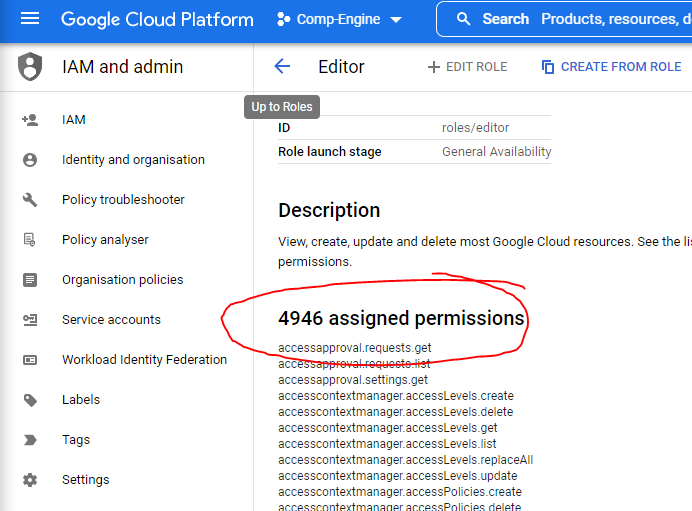 Google Cloud Platform
Comp-Engine
Search Products, resources, d
IAM and admin
Editor
EDIT ROLE
CREATE FROM ROLE
Up to Roles
IAM
Identity and organisation
Policy troubleshooter
Policy analyser
Organisation policies
Service accounts
Workload Identity Federation
Labels
Tags
Settings
ID roles/editor
Role launch stage General Availability
Description
View, create, update and delete most Google Cloud resources. See the li
permissions.
4946 assigned permissions
accessapproval.requests.get
accessapproval.requests.list
accessapproval.settings.get
accesscontextmanager.accessLevels.create
accesscontextmanager.accessLevels.delete
accesscontextmanager.accessLevels.get
accesscontextmanager.accessLevels.list
accesscontextmanager.accessLevels.replaceAll
accesscontextmanager.accessLevels.update
accesscontextmanager.accessPolicies.create
accesscontextmanager.accessPolicies.delete